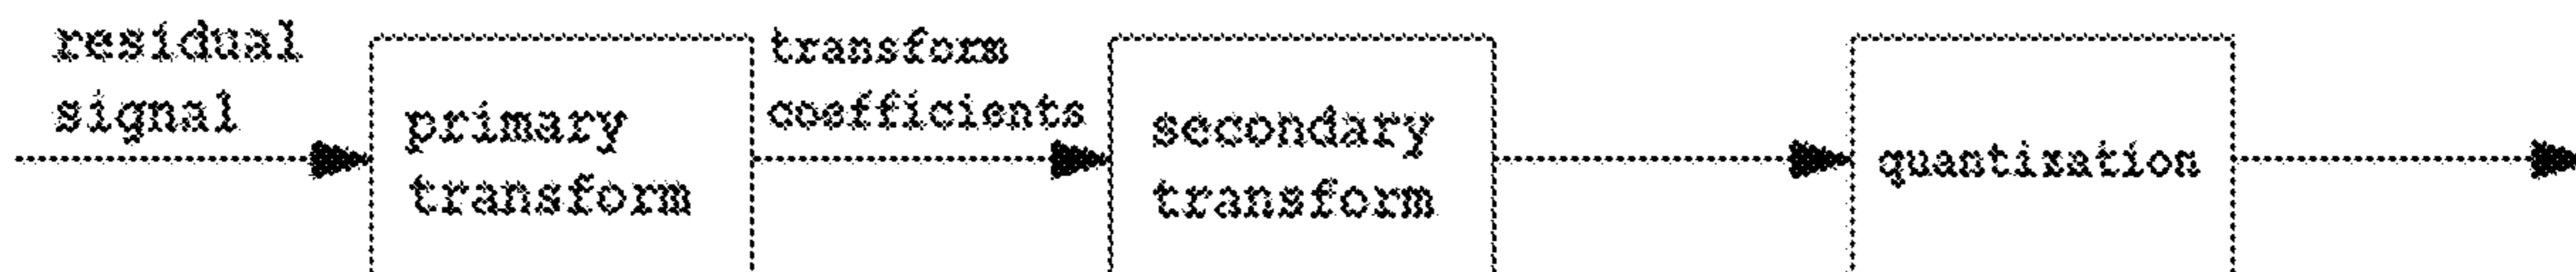 residual
signal
primary
transform
transform
coefficients
secondary
transform
quantization